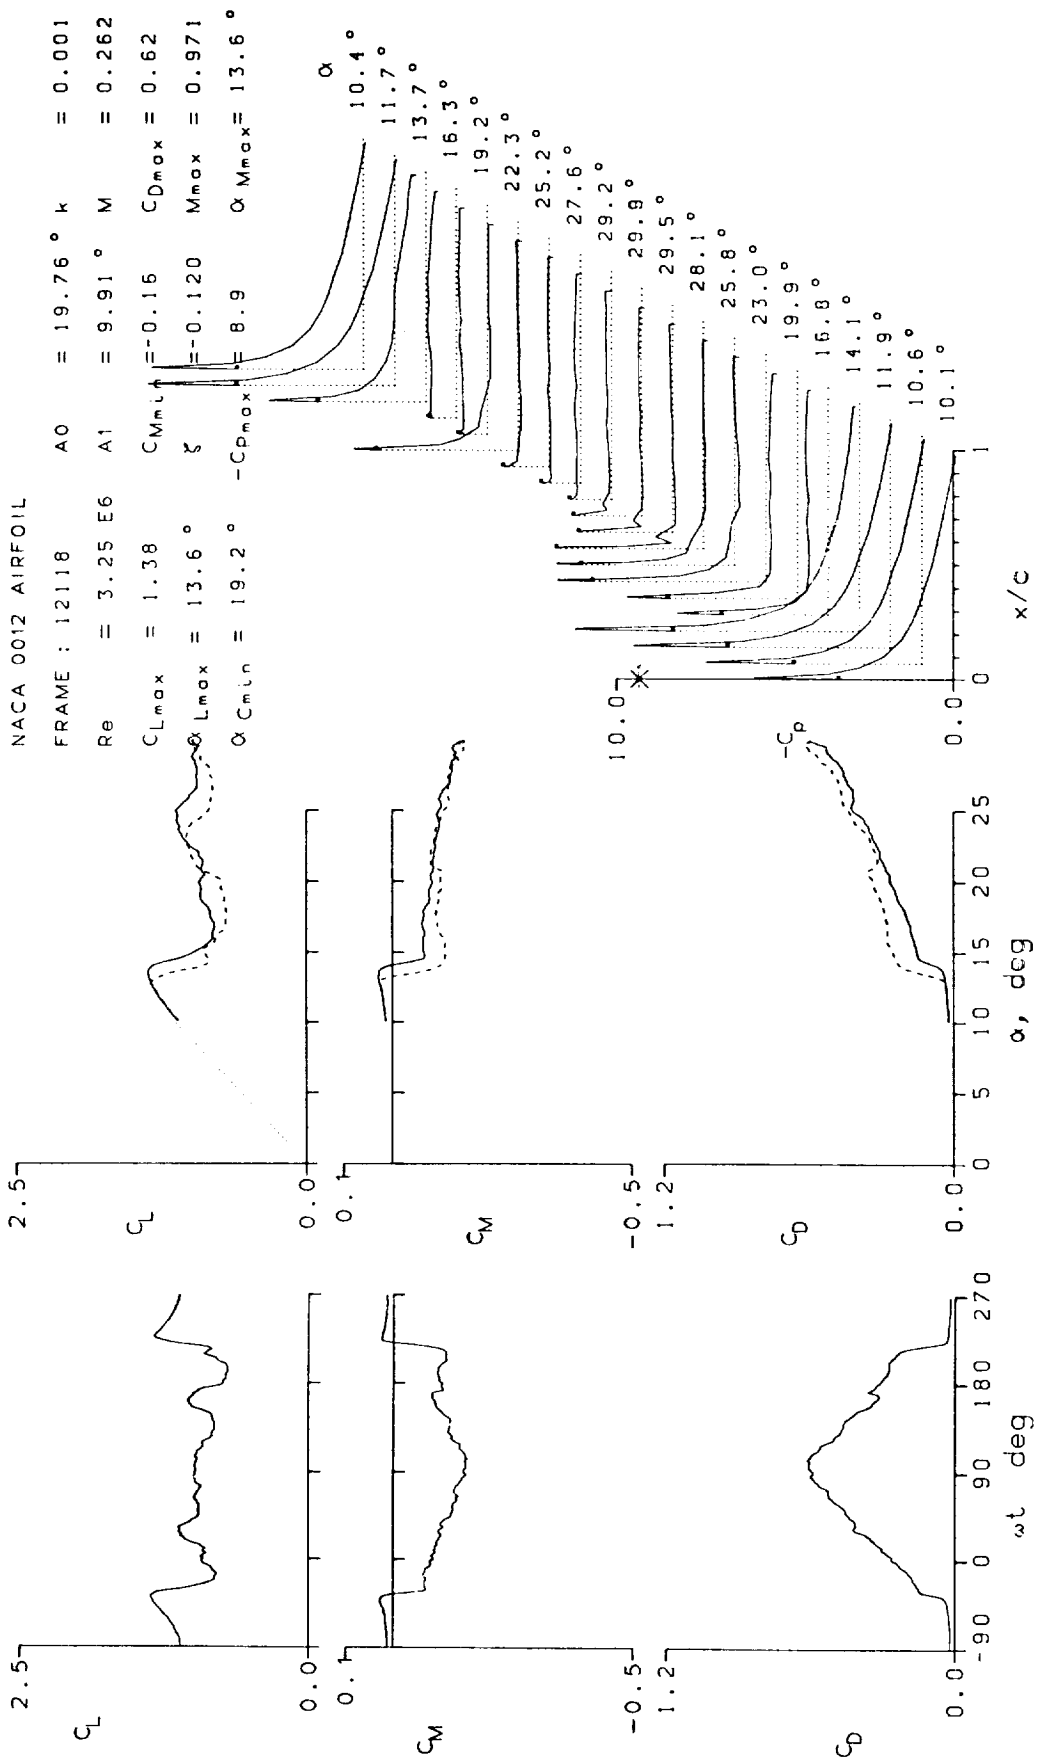 NACA 0012 AIRFOIL
FRAME : 12118 A0 = 19.76° k = 0.001
Re = 3.25 E6 A1 = 9.91° M = 0.262
CLmax = 1.38 CMmin =-0.16 CDmax = 0.62
αLmax = 13.6° ζ =-0.120 Mmax = 0.971
αCmin = 19.2° -CPmax = 8.9 αMmax = 13.6°
2.5
CL
0.0
0.1
CM
-0.5
1.2
CD
0.0
-90 0 90 180 270
ωt deg
2.5
CL
0.0
0.1
CM
-0.5
1.2
CD
0.0
0 5 10 15 20 25
α, deg
α
10.4°
11.7°
13.7°
16.3°
19.2°
22.3°
25.2°
27.6°
29.2°
29.9°
29.5°
28.1°
25.8°
23.0°
19.9°
16.8°
14.1°
11.9°
10.6°
10.1°
10.0
-Cp
0.0
0 1
x/c